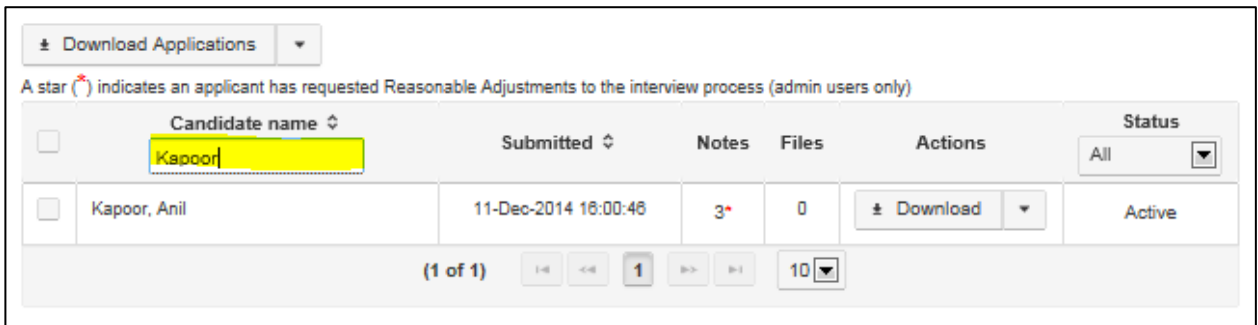 Download Applications
A star (*) indicates an applicant has requested Reasonable Adjustments to the interview process (admin users only)
Candidate name Submitted Notes Files Actions Status
Kapoor All
Kapoor, Anil 11-Dec-2014 16:00:46 3* 0 Download Active
(1 of 1) 1 10